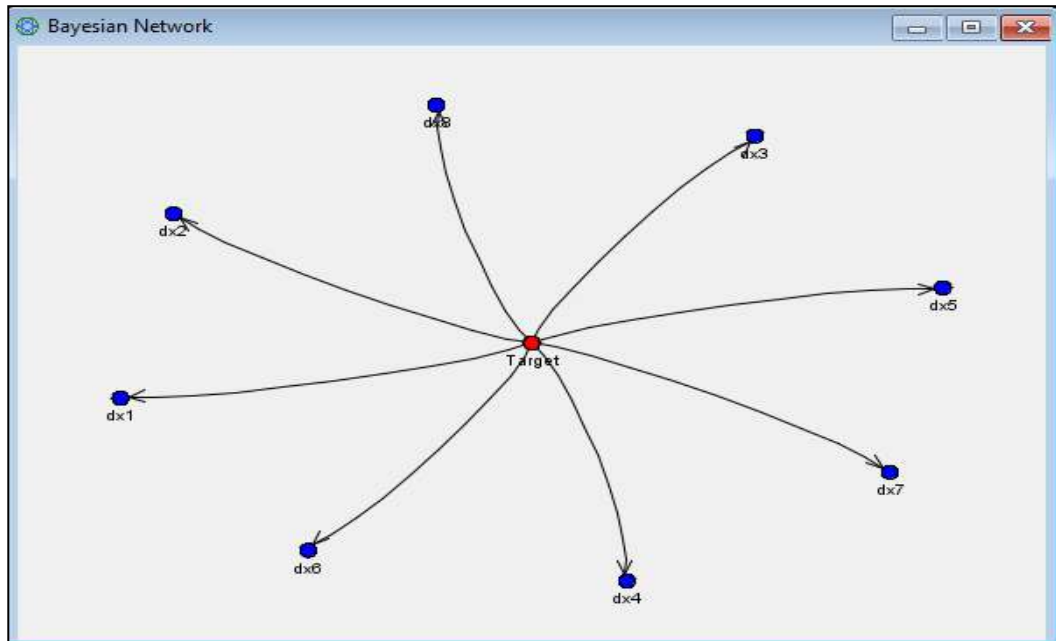 Bayesian Network
dx8
dx3
dx2
dx5
Target
dx1
dx7
dx6
dx4